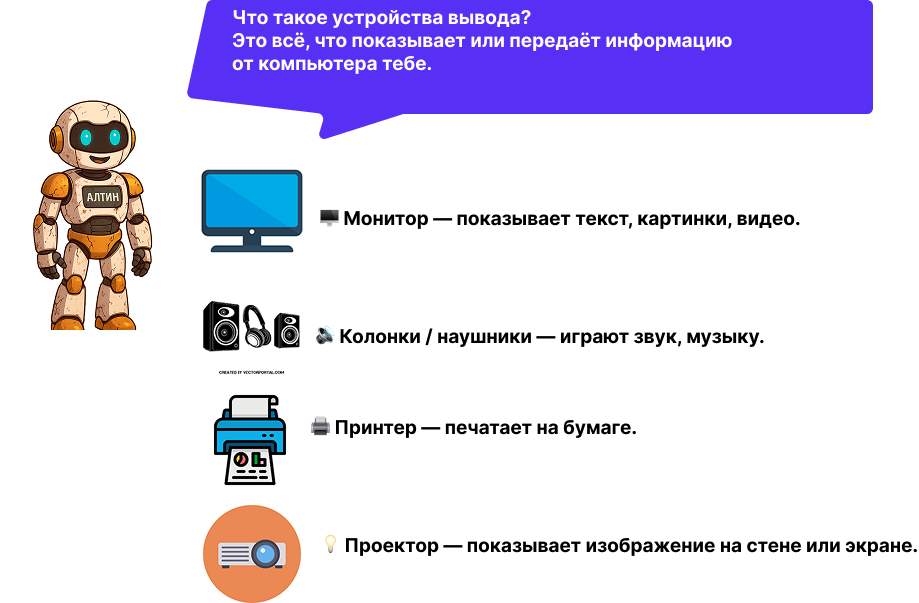 Что такое устройства вывода?
Это всё, что показывает или передаёт информацию
от компьютера тебе.
АЛТИН
Монитор — показывает текст, картинки, видео.
Колонки / наушники — играют звук, музыку.
CREATED BY VECTORPORTAL.COM
Принтер — печатает на бумаге.
Проектор — показывает изображение на стене или экране.